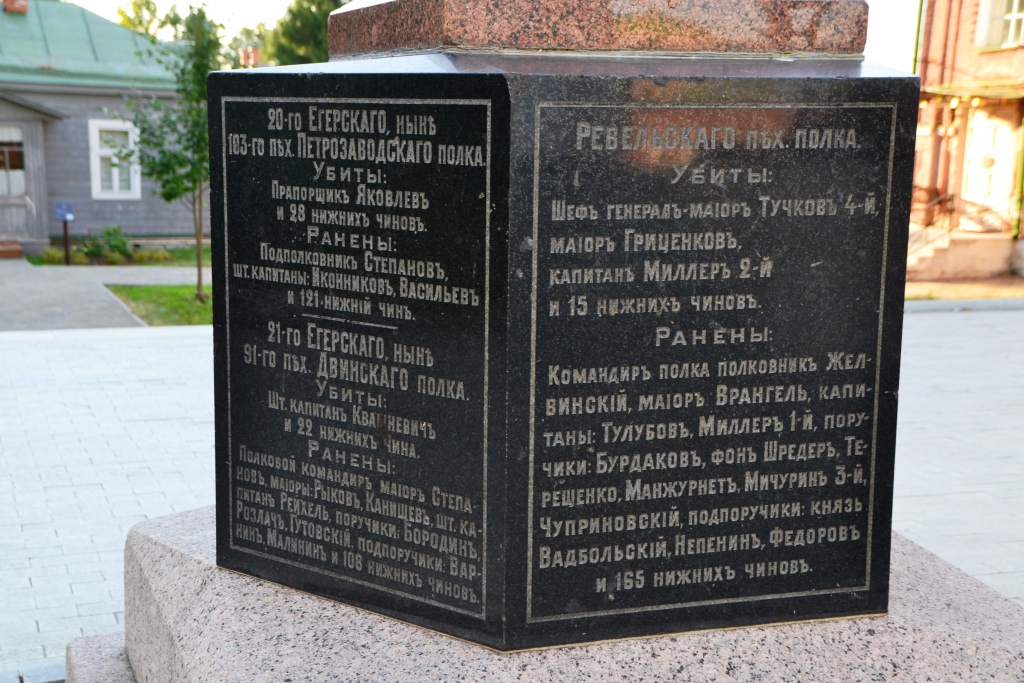 20-го Егерскаго, нынѣ
103-го пѣх. Петрозаводскаго полка.
Убиты:
Прапорщикъ Яковлевъ
и 28 нижнихъ чиновъ.
Ранены:
Подполковникъ Степановъ,
шт. капитаны: Иконниковъ, Васильевъ
и 121-нижній чинъ.
21-го Егерскаго, нынѣ
91-го пѣх. Двинскаго полка.
Убиты:
Шт. капитанъ Квашневичъ
и 22 нижнихъ чина.
Ранены:
Полковой командиръ маіоръ Степа-
новъ, маіоры: Рыковъ, Канищевъ, шт. ка-
питанъ Рейхель, поручики: Бородинъ,
Розлачъ, Гутовскій, подпоручики: Вар-
нинъ, Малининъ и 108 нижнихъ чиновъ.
Ревельскаго пѣх. полка.
Убиты:
Шефъ генералъ-маіоръ Тучковъ 4-й,
маіоръ Гриценковъ,
капитанъ Миллеръ 2-й
и 15 нижнихъ чиновъ.
Ранены:
Командиръ полка полковникъ Жел-
винскій, маіоръ Врангель, капи-
таны: Тулубовъ, Миллеръ 1-й, пору-
чики: Бурдаковъ, фонъ Шредеръ, Те-
решенко, Манжурнетъ, Мичуринъ 3-й,
Чуприновскій, подпоручики: князь
Вадбольскій, Непенинъ, Федоровъ
и 165 нижнихъ чиновъ.